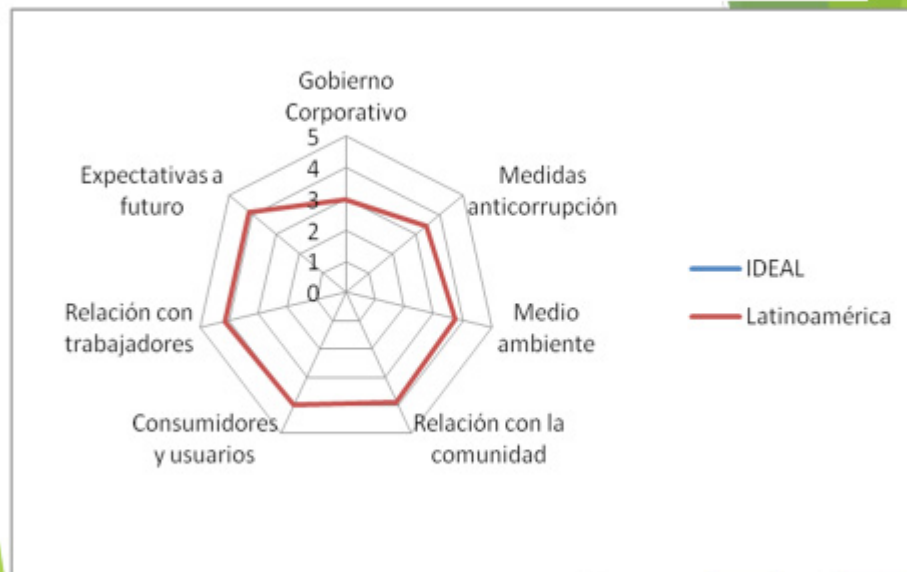 Gobierno
Corporativo
5
4
3
2
1
0
Medidas
anticorrupción
Medio
ambiente
Relación con la
comunidad
Consumidores
y usuarios
Relación con
trabajadores
Expectativas a
futuro
IDEAL
Latinoamérica